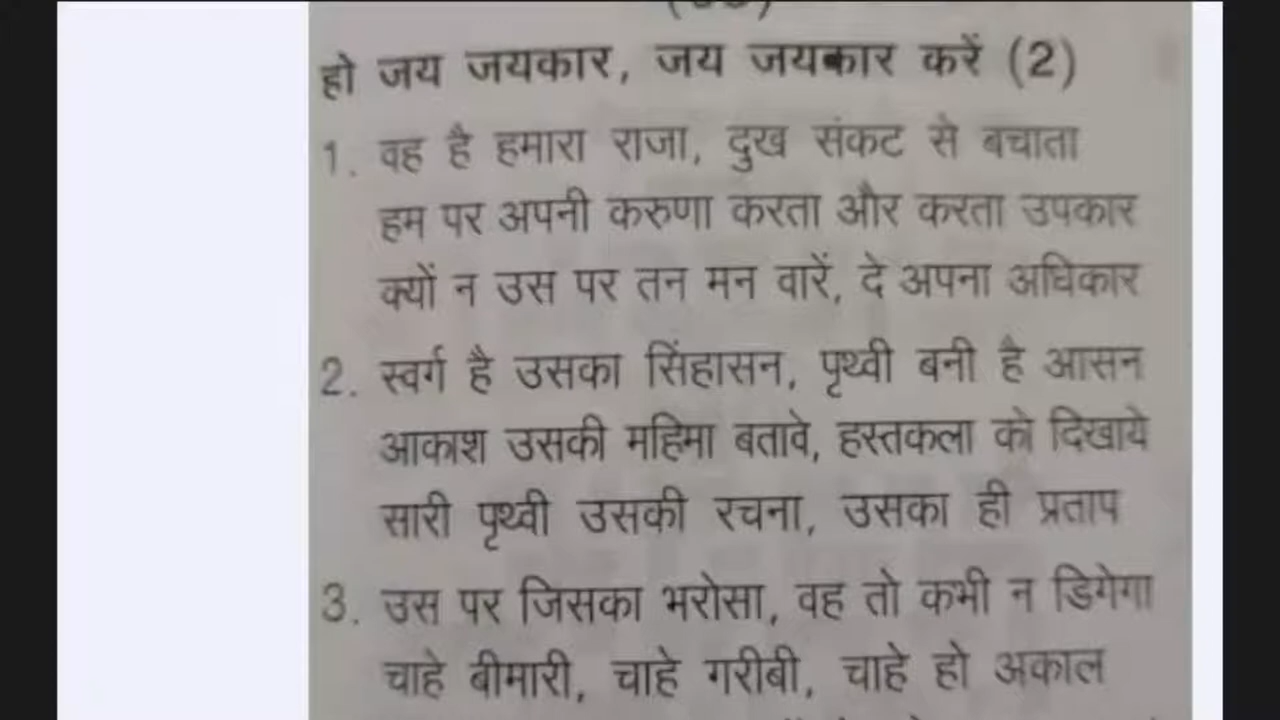 हो जय जयकार, जय जयकार करें (2)
1. वह है हमारा राजा, दुख संकट से बचाता
हम पर अपनी करुणा करता और करता उपकार
क्यों न उस पर तन मन वारें, दे अपना अधिकार
2. स्वर्ग है उसका सिंहासन, पृथ्वी बनी है आसन
आकाश उसकी महिमा बतावे, हस्तकला को दिखाये
सारी पृथ्वी उसकी रचना, उसका ही प्रताप
3. उस पर जिसका भरोसा, वह तो कभी न डिगेगा
चाहे बीमारी, चाहे गरीबी, चाहे हो अकाल